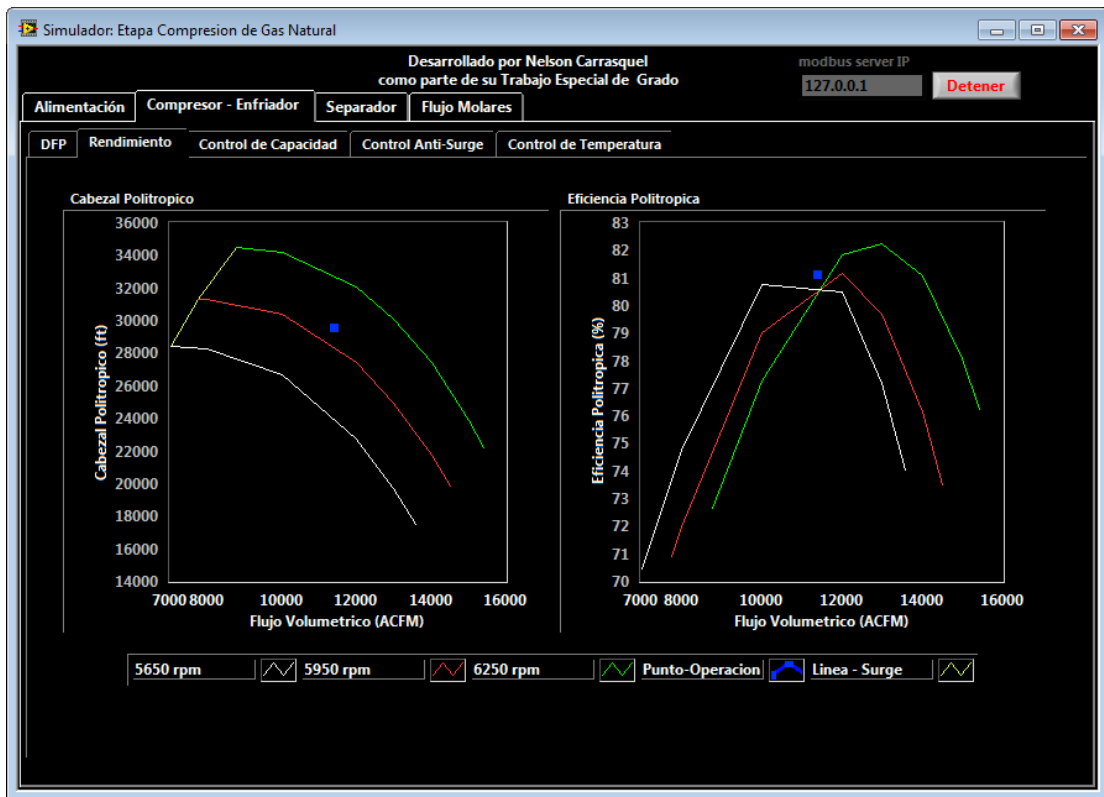 Simulador: Etapa Compresion de Gas Natural
Desarrollado por Nelson Carrasquel
como parte de su Trabajo Especial de Grado
modbus server IP
127.0.0.1
Detener
Alimentación Compresor - Enfriador Separador Flujo Molares
DFP Rendimiento Control de Capacidad Control Anti-Surge Control de Temperatura
Cabezal Politropico
36000
34000
32000
30000
28000
26000
24000
22000
20000
18000
16000
14000
Cabezal Politropico (ft)
7000 8000 10000 12000 14000 16000
Flujo Volumetrico (ACFM)
Eficiencia Politropica
83
82
81
80
79
78
77
76
75
74
73
72
71
70
Eficiencia Politropica (%)
7000 8000 10000 12000 14000 16000
Flujo Volumetrico (ACFM)
5650 rpm 5950 rpm 6250 rpm Punto-Operacion Linea - Surge